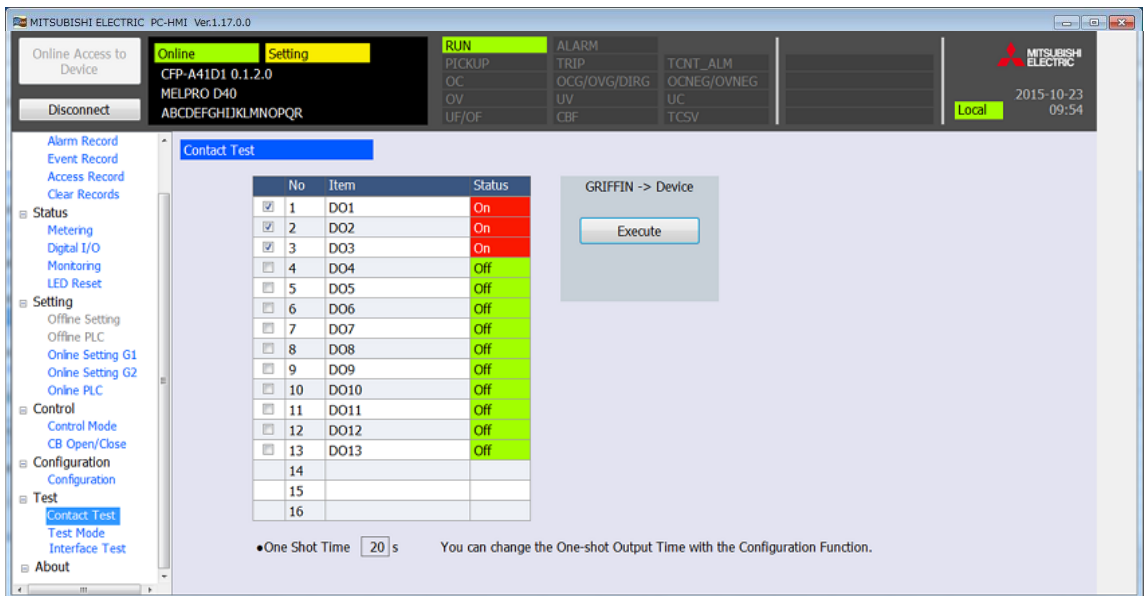 MITSUBISHI ELECTRIC PC-HMI Ver.1.17.0.0
Online Access to
Device
Disconnect
Online Setting
CFP-A41D1 0.1.2.0
MELPRO D40
ABCDEFGHIJKLMNOPQR
RUN ALARM
PICKUP TRIP TCNT_ALM
OC OCG/OVG/DIRG OCNEG/OVNEG
OV UV UC
UF/OF CBF TCSV
MITSUBISHI
ELECTRIC
2015-10-23
Local 09:54
Alarm Record
Event Record
Access Record
Clear Records
Status
Metering
Digital I/O
Monitoring
LED Reset
Setting
Offline Setting
Offline PLC
Online Setting G1
Online Setting G2
Online PLC
Control
Control Mode
CB Open/Close
Configuration
Configuration
Test
Contact Test
Test Mode
Interface Test
About
Contact Test
No Item Status
1 DO1 On
2 DO2 On
3 DO3 On
4 DO4 Off
5 DO5 Off
6 DO6 Off
7 DO7 Off
8 DO8 Off
9 DO9 Off
10 DO10 Off
11 DO11 Off
12 DO12 Off
13 DO13 Off
14
15
16
GRIFFIN -> Device
Execute
●One Shot Time 20 s You can change the One-shot Output Time with the Configuration Function.